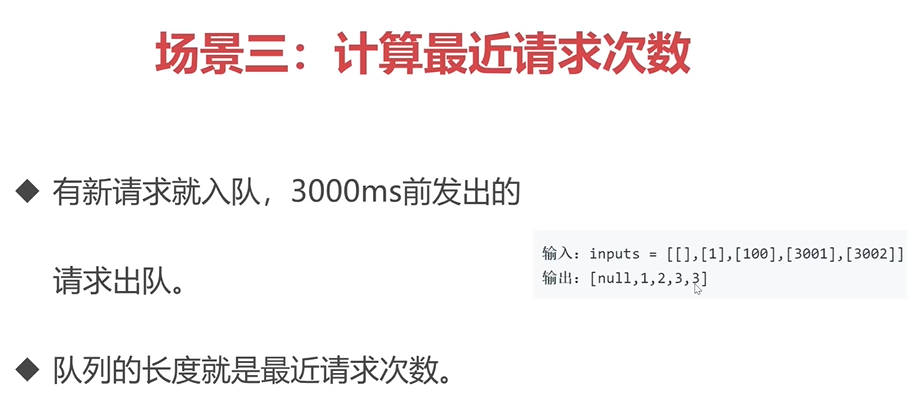 场景三：计算最近请求次数
◆ 有新请求就入队，3000ms前发出的
请求出队。
输入：inputs = [[],[1],[100],[3001],[3002]]
输出：[null,1,2,3,3]
◆ 队列的长度就是最近请求次数。